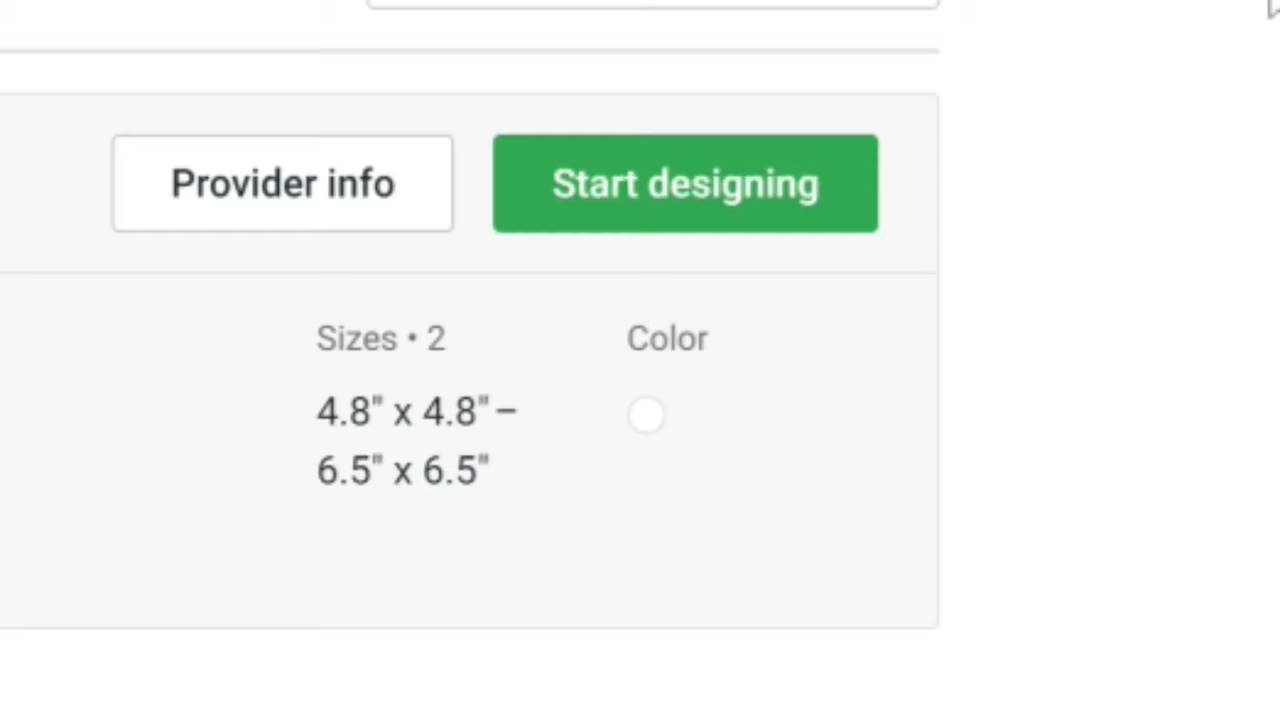 Provider info
Start designing
Sizes • 2
Color
4.8" x 4.8" –
6.5" x 6.5"